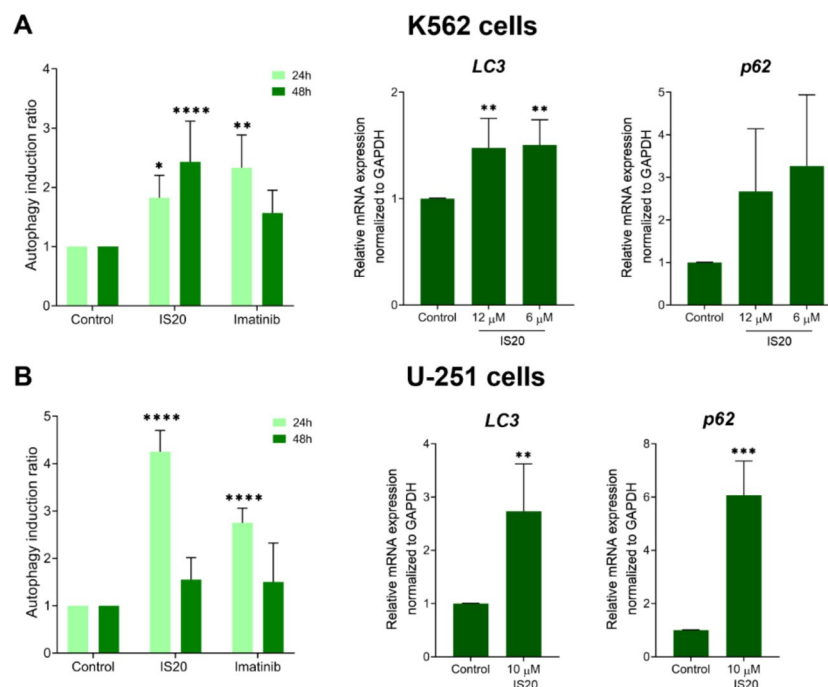 A
K562 cells
Autophagy induction ratio
4
3
2
1
0
24h
48h
*
****
**
Control
IS20
Imatinib
LC3
Relative mRNA expression
normalized to GAPDH
2
1
0
**
**
Control
12 μM
6 μM
IS20
p62
Relative mRNA expression
normalized to GAPDH
5
4
3
2
1
0
Control
12 μM
6 μM
IS20
B
U-251 cells
Autophagy induction ratio
5
4
3
2
1
0
24h
48h
****
****
Control
IS20
Imatinib
LC3
Relative mRNA expression
normalized to GAPDH
4
3
2
1
0
**
Control
10 μM
IS20
p62
Relative mRNA expression
normalized to GAPDH
8
6
4
2
0
***
Control
10 μM
IS20